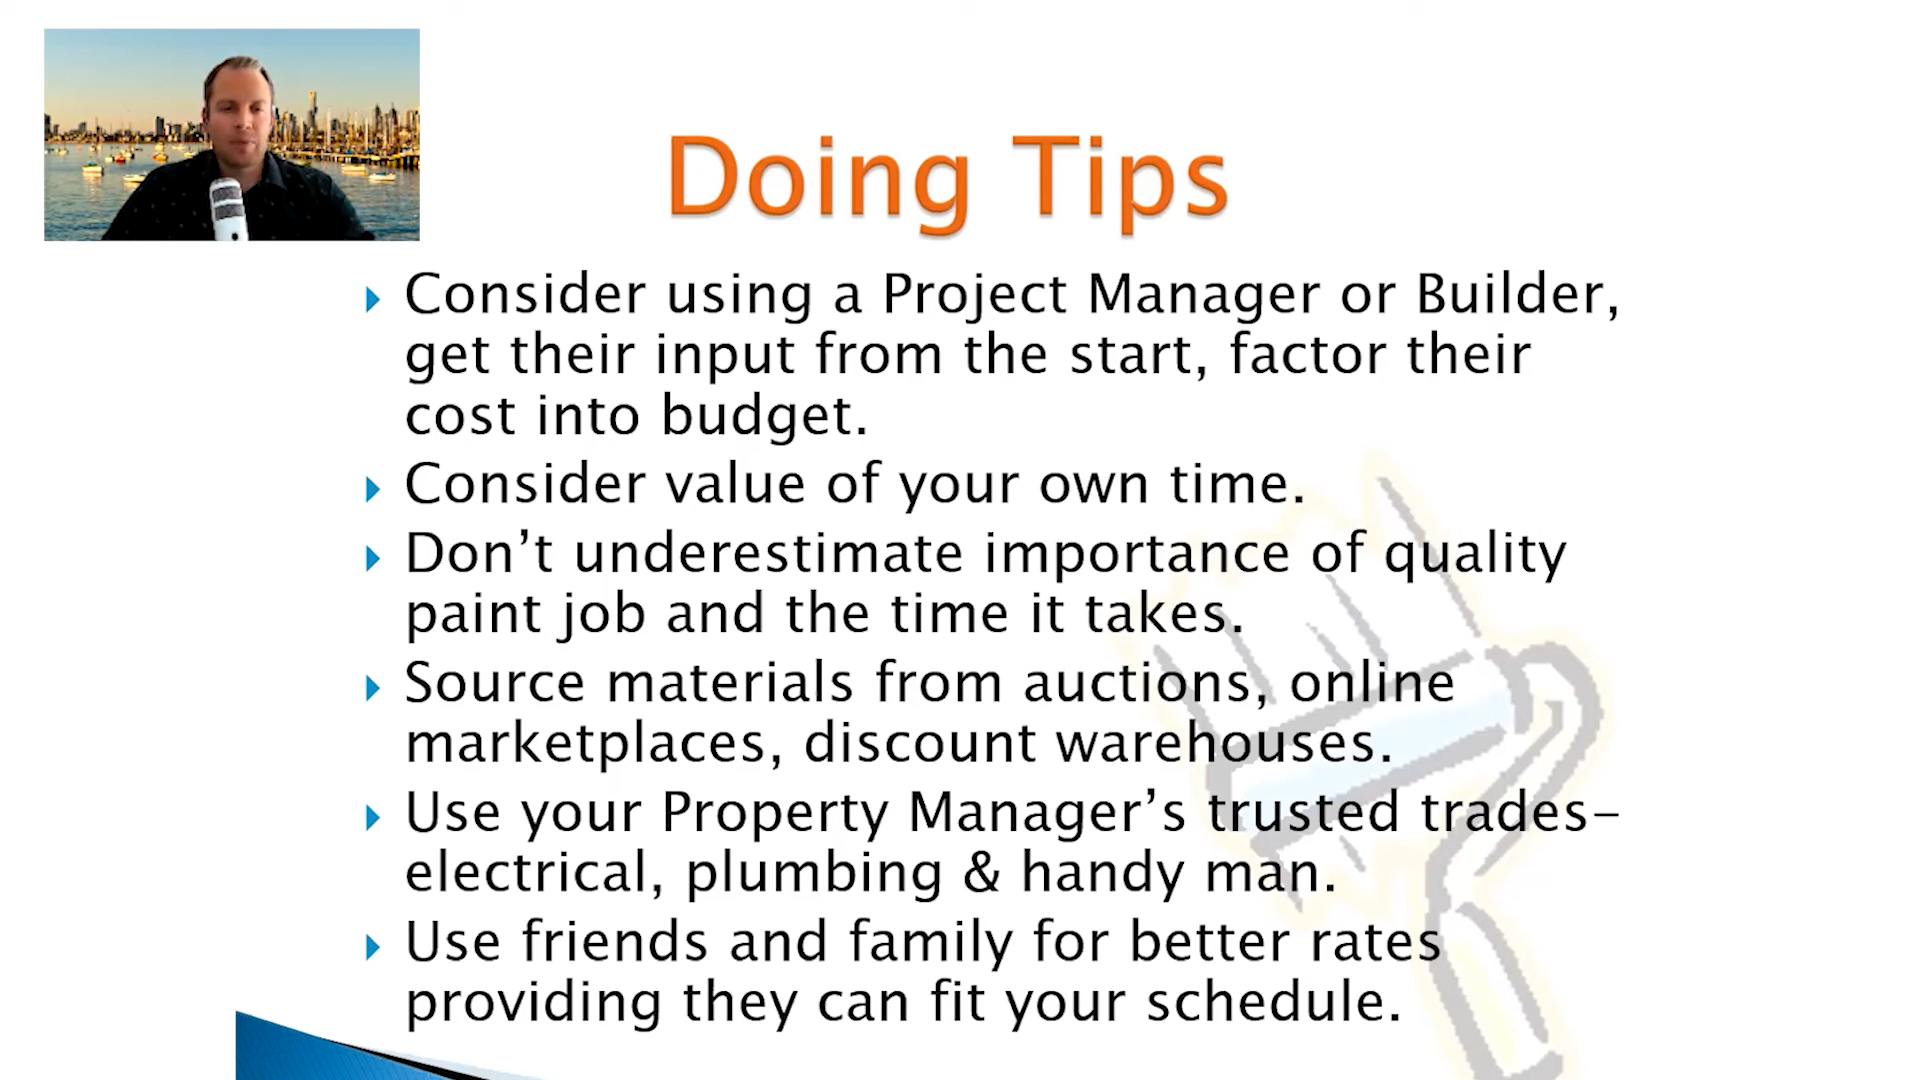 Doing Tips
Consider using a Project Manager or Builder,
get their input from the start, factor their
cost into budget.
Consider value of your own time.
Don’t underestimate importance of quality
paint job and the time it takes.
Source materials from auctions, online
marketplaces, discount warehouses.
Use your Property Manager’s trusted trades–
electrical, plumbing & handy man.
Use friends and family for better rates
providing they can fit your schedule.